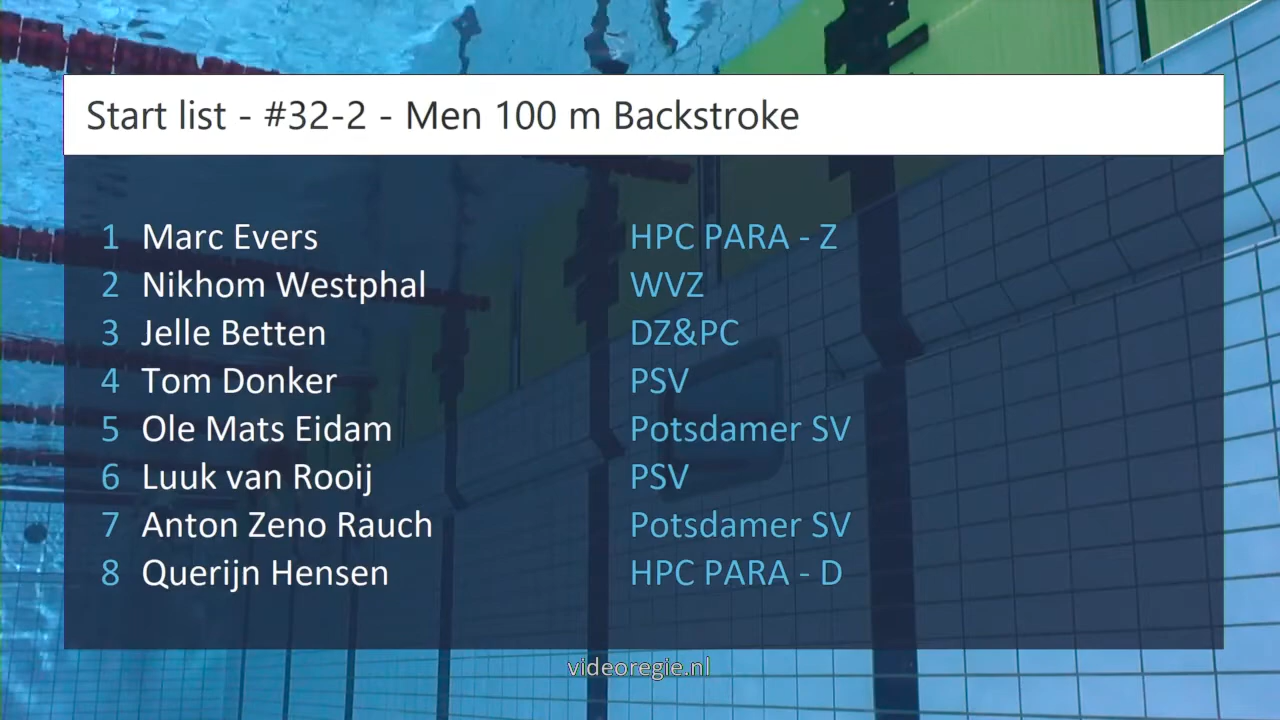 Start list - #32-2 - Men 100 m Backstroke
1 Marc Evers HPC PARA - Z
2 Nikhom Westphal WVZ
3 Jelle Betten DZ&PC
4 Tom Donker PSV
5 Ole Mats Eidam Potsdamer SV
6 Luuk van Rooij PSV
7 Anton Zeno Rauch Potsdamer SV
8 Querijn Hensen HPC PARA - D
videoregie.nl